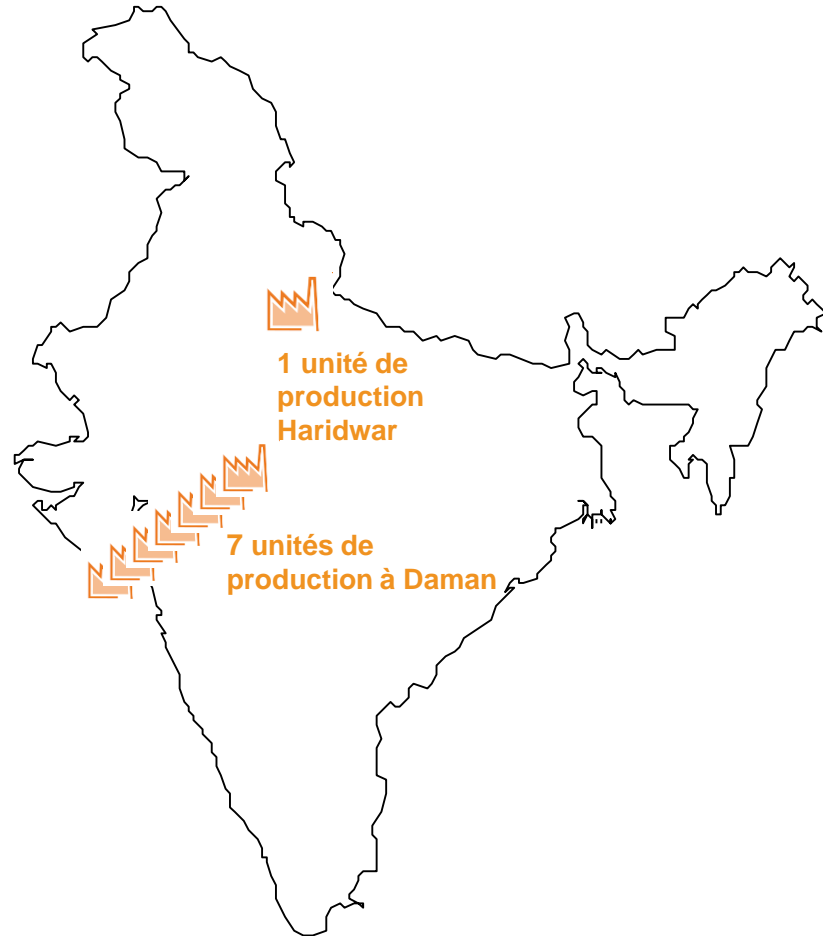 1 unité de
production
Haridwar
7 unités de
production à Daman